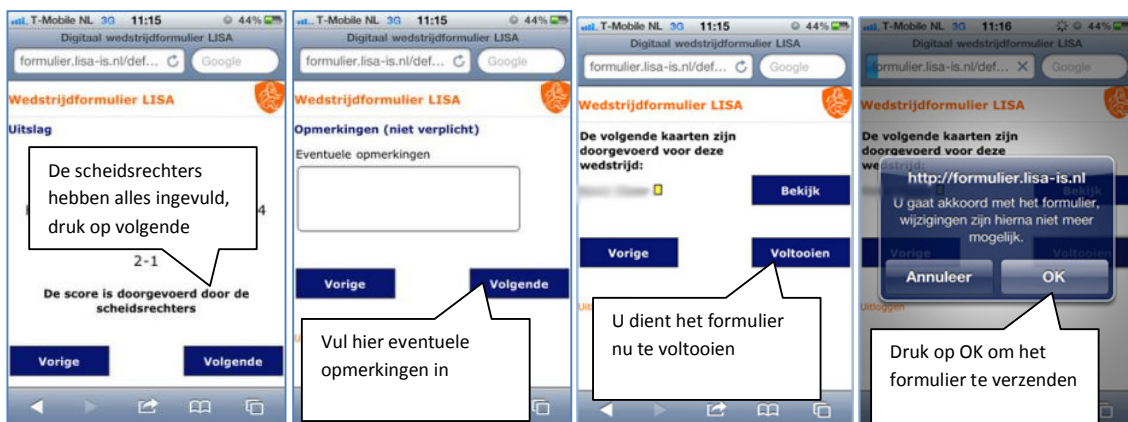 T-Mobile NL 3G 11:15 44%
Digitaal wedstrijdformulier LISA
formulier.lisa-is.nl/def... Google
Wedstrijdformulier LISA
Uitslag
De scheidsrechters
hebben alles ingevuld,
druk op volgende
4
2-1
De score is doorgevoerd door de
scheidsrechters
Vorige Volgende
T-Mobile NL 3G 11:15 44%
Digitaal wedstrijdformulier LISA
formulier.lisa-is.nl/def... Google
Wedstrijdformulier LISA
Opmerkingen (niet verplicht)
Eventuele opmerkingen
Vorige Volgende
Vul hier eventuele
opmerkingen in
T-Mobile NL 3G 11:15 44%
Digitaal wedstrijdformulier LISA
formulier.lisa-is.nl/def... Google
Wedstrijdformulier LISA
De volgende kaarten zijn
doorgevoerd voor deze
wedstrijd:
Bekijk
Vorige Voltooien
U dient het formulier
nu te voltooien
T-Mobile NL 3G 11:16 44%
Digitaal wedstrijdformulier LISA
formulier.lisa-is.nl/def... Google
Wedstrijdformulier LISA
De volgende kaarten zijn
doorgevoerd voor deze
wedstrijd:
Bekijk
http://formulier.lisa-is.nl
U gaat akkoord met het formulier,
wijzigingen zijn hierna niet meer
mogelijk.
Vorige Voltooien
Annuleer OK
Uitloggen
Druk op OK om het
formulier te verzenden